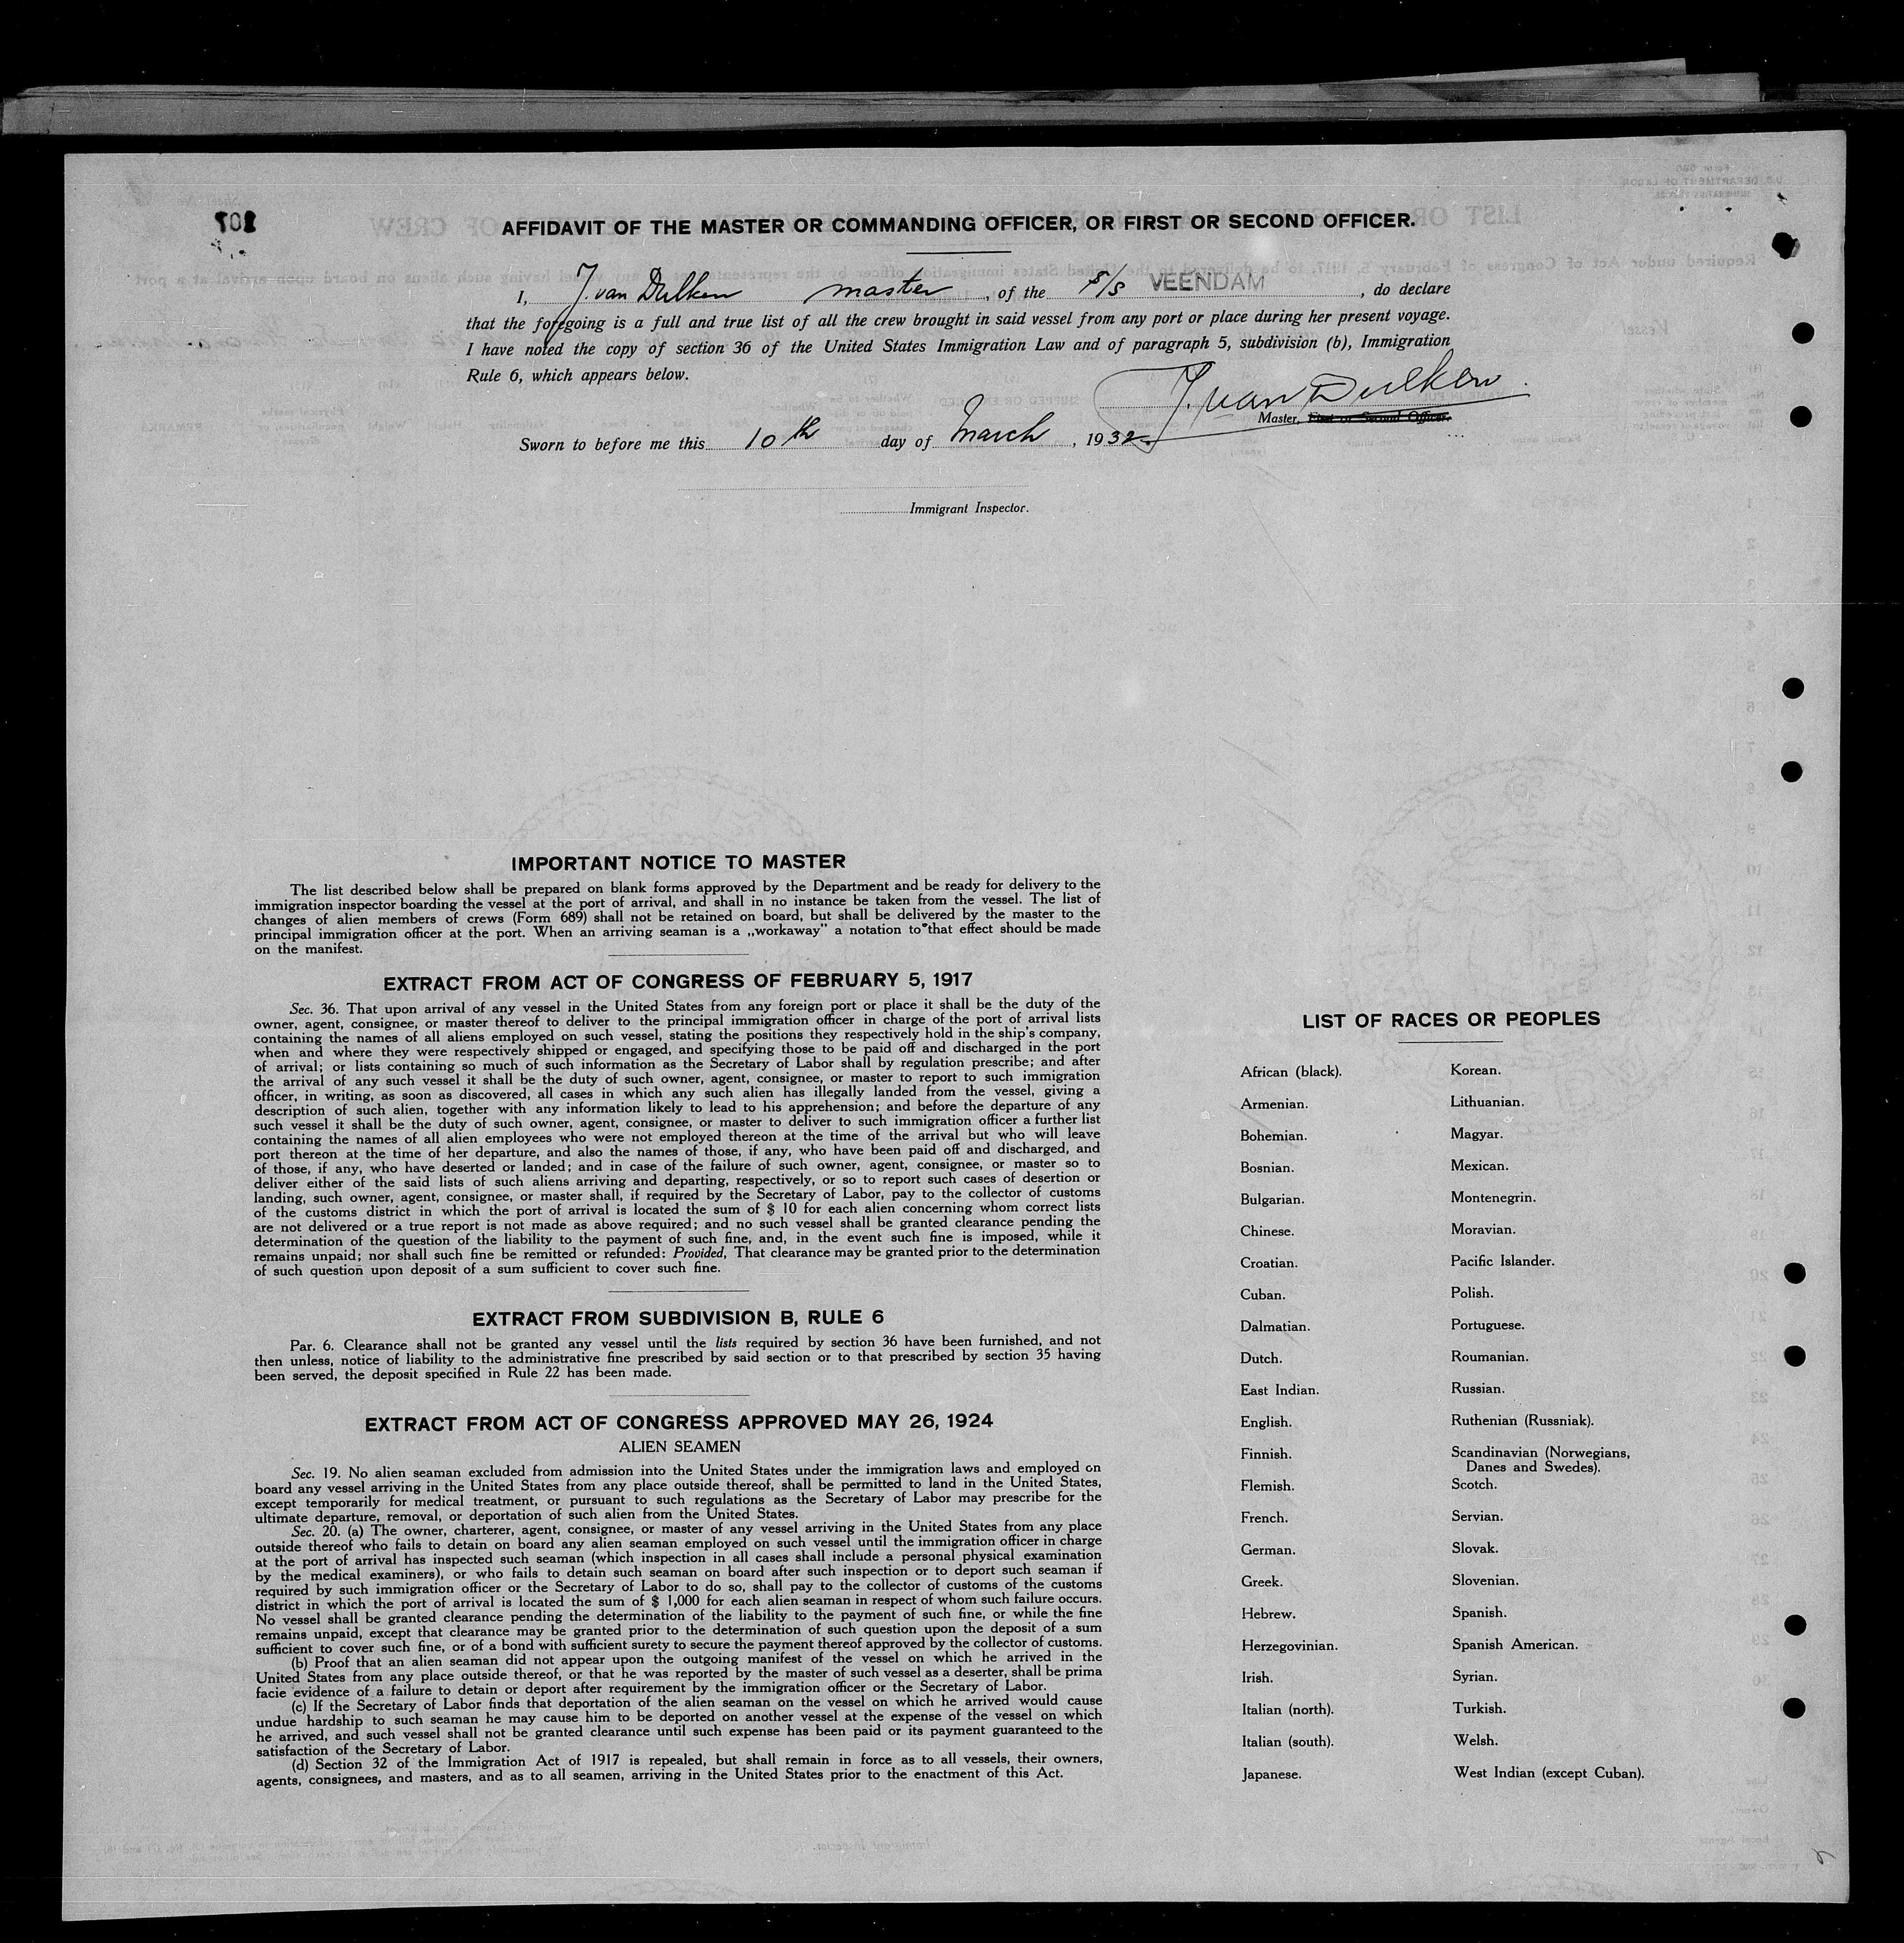 AFFIDAVIT OF THE MASTER OR COMMANDING OFFICER, OR FIRST OR SECOND OFFICER.
I, J. van Dulken master, of the S/S VEENDAM, do declare
that the foregoing is a full and true list of all the crew brought in said vessel from any port or place during her present voyage.
I have noted the copy of section 36 of the United States Immigration Law and of paragraph 5, subdivision (b), Immigration
Rule 6, which appears below.
J. van Dulken
Master, First or Second Officer.
Sworn to before me this 10th day of March, 1932.
Immigrant Inspector.
IMPORTANT NOTICE TO MASTER
The list described below shall be prepared on blank forms approved by the Department and be ready for delivery to the
immigration inspector boarding the vessel at the port of arrival, and shall in no instance be taken from the vessel. The list of
changes of alien members of crews (Form 689) shall not be retained on board, but shall be delivered by the master to the
principal immigration officer at the port. When an arriving seaman is a „workaway” a notation to that effect should be made
on the manifest.
EXTRACT FROM ACT OF CONGRESS OF FEBRUARY 5, 1917
Sec. 36. That upon arrival of any vessel in the United States from any foreign port or place it shall be the duty of the
owner, agent, consignee, or master thereof to deliver to the principal immigration officer in charge of the port of arrival lists
containing the names of all aliens employed on such vessel, stating the positions they respectively hold in the ship's company,
when and where they were respectively shipped or engaged, and specifying those to be paid off and discharged in the port
of arrival; or lists containing so much of such information as the Secretary of Labor shall by regulation prescribe; and after
the arrival of any such vessel it shall be the duty of such owner, agent, consignee, or master to report to such immigration
officer, in writing, as soon as discovered, all cases in which any such alien has illegally landed from the vessel, giving a
description of such alien, together with any information likely to lead to his apprehension; and before the departure of any
such vessel it shall be the duty of such owner, agent, consignee, or master to deliver to such immigration officer a further list
containing the names of all alien employees who were not employed thereon at the time of the arrival but who will leave
port thereon at the time of her departure, and also the names of those, if any, who have been paid off and discharged, and
of those, if any, who have deserted or landed; and in case of the failure of such owner, agent, consignee, or master so to
deliver either of the said lists of such aliens arriving and departing, respectively, or so to report such cases of desertion or
landing, such owner, agent, consignee, or master shall, if required by the Secretary of Labor, pay to the collector of customs
of the customs district in which the port of arrival is located the sum of $ 10 for each alien concerning whom correct lists
are not delivered or a true report is not made as above required; and no such vessel shall be granted clearance pending the
determination of the question of the liability to the payment of such fine, and, in the event such fine is imposed, while it
remains unpaid; nor shall such fine be remitted or refunded: Provided, That clearance may be granted prior to the determination
of such question upon deposit of a sum sufficient to cover such fine.
EXTRACT FROM SUBDIVISION B, RULE 6
Par. 6. Clearance shall not be granted any vessel until the lists required by section 36 have been furnished, and not
then unless, notice of liability to the administrative fine prescribed by said section or to that prescribed by section 35 having
been served, the deposit specified in Rule 22 has been made.
EXTRACT FROM ACT OF CONGRESS APPROVED MAY 26, 1924
ALIEN SEAMEN
Sec. 19. No alien seaman excluded from admission into the United States under the immigration laws and employed on
board any vessel arriving in the United States from any place outside thereof, shall be permitted to land in the United States,
except temporarily for medical treatment, or pursuant to such regulations as the Secretary of Labor may prescribe for the
ultimate departure, removal, or deportation of such alien from the United States.
Sec. 20. (a) The owner, charterer, agent, consignee, or master of any vessel arriving in the United States from any place
outside thereof who fails to detain on board any alien seaman employed on such vessel until the immigration officer in charge
at the port of arrival has inspected such seaman (which inspection in all cases shall include a personal physical examination
by the medical examiners), or who fails to detain such seaman on board after such inspection or to deport such seaman if
required by such immigration officer or the Secretary of Labor to do so, shall pay to the collector of customs of the customs
district in which the port of arrival is located the sum of $ 1,000 for each alien seaman in respect of whom such failure occurs.
No vessel shall be granted clearance pending the determination of the liability to the payment of such fine, or while the fine
remains unpaid, except that clearance may be granted prior to the determination of such question upon the deposit of a sum
sufficient to cover such fine, or of a bond with sufficient surety to secure the payment thereof approved by the collector of customs.
(b) Proof that an alien seaman did not appear upon the outgoing manifest of the vessel on which he arrived in the
United States from any place outside thereof, or that he was reported by the master of such vessel as a deserter, shall be prima
facie evidence of a failure to detain or deport after requirement by the immigration officer or the Secretary of Labor.
(c) If the Secretary of Labor finds that deportation of the alien seaman on the vessel on which he arrived would cause
undue hardship to such seaman he may cause him to be deported on another vessel at the expense of the vessel on which
he arrived, and such vessel shall not be granted clearance until such expense has been paid or its payment guaranteed to the
satisfaction of the Secretary of Labor.
(d) Section 32 of the Immigration Act of 1917 is repealed, but shall remain in force as to all vessels, their owners,
agents, consignees, and masters, and as to all seamen, arriving in the United States prior to the enactment of this Act.
LIST OF RACES OR PEOPLES
African (black).
Armenian.
Bohemian.
Bosnian.
Bulgarian.
Chinese.
Croatian.
Cuban.
Dalmatian.
Dutch.
East Indian.
English.
Finnish.
Flemish.
French.
German.
Greek.
Hebrew.
Herzegovinian.
Irish.
Italian (north).
Italian (south).
Japanese.
Korean.
Lithuanian.
Magyar.
Mexican.
Montenegrin.
Moravian.
Pacific Islander.
Polish.
Portuguese.
Roumanian.
Russian.
Ruthenian (Russniak).
Scandinavian (Norwegians,
Danes and Swedes).
Scotch.
Servian.
Slovak.
Slovenian.
Spanish.
Spanish American.
Syrian.
Turkish.
Welsh.
West Indian (except Cuban).